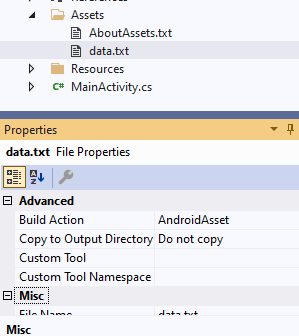 Assets
AboutAssets.txt
data.txt
Resources
MainActivity.cs
Properties
data.txt File Properties
Advanced
Build Action AndroidAsset
Copy to Output Directory Do not copy
Custom Tool
Custom Tool Namespace
Misc
File Name data.txt
Misc